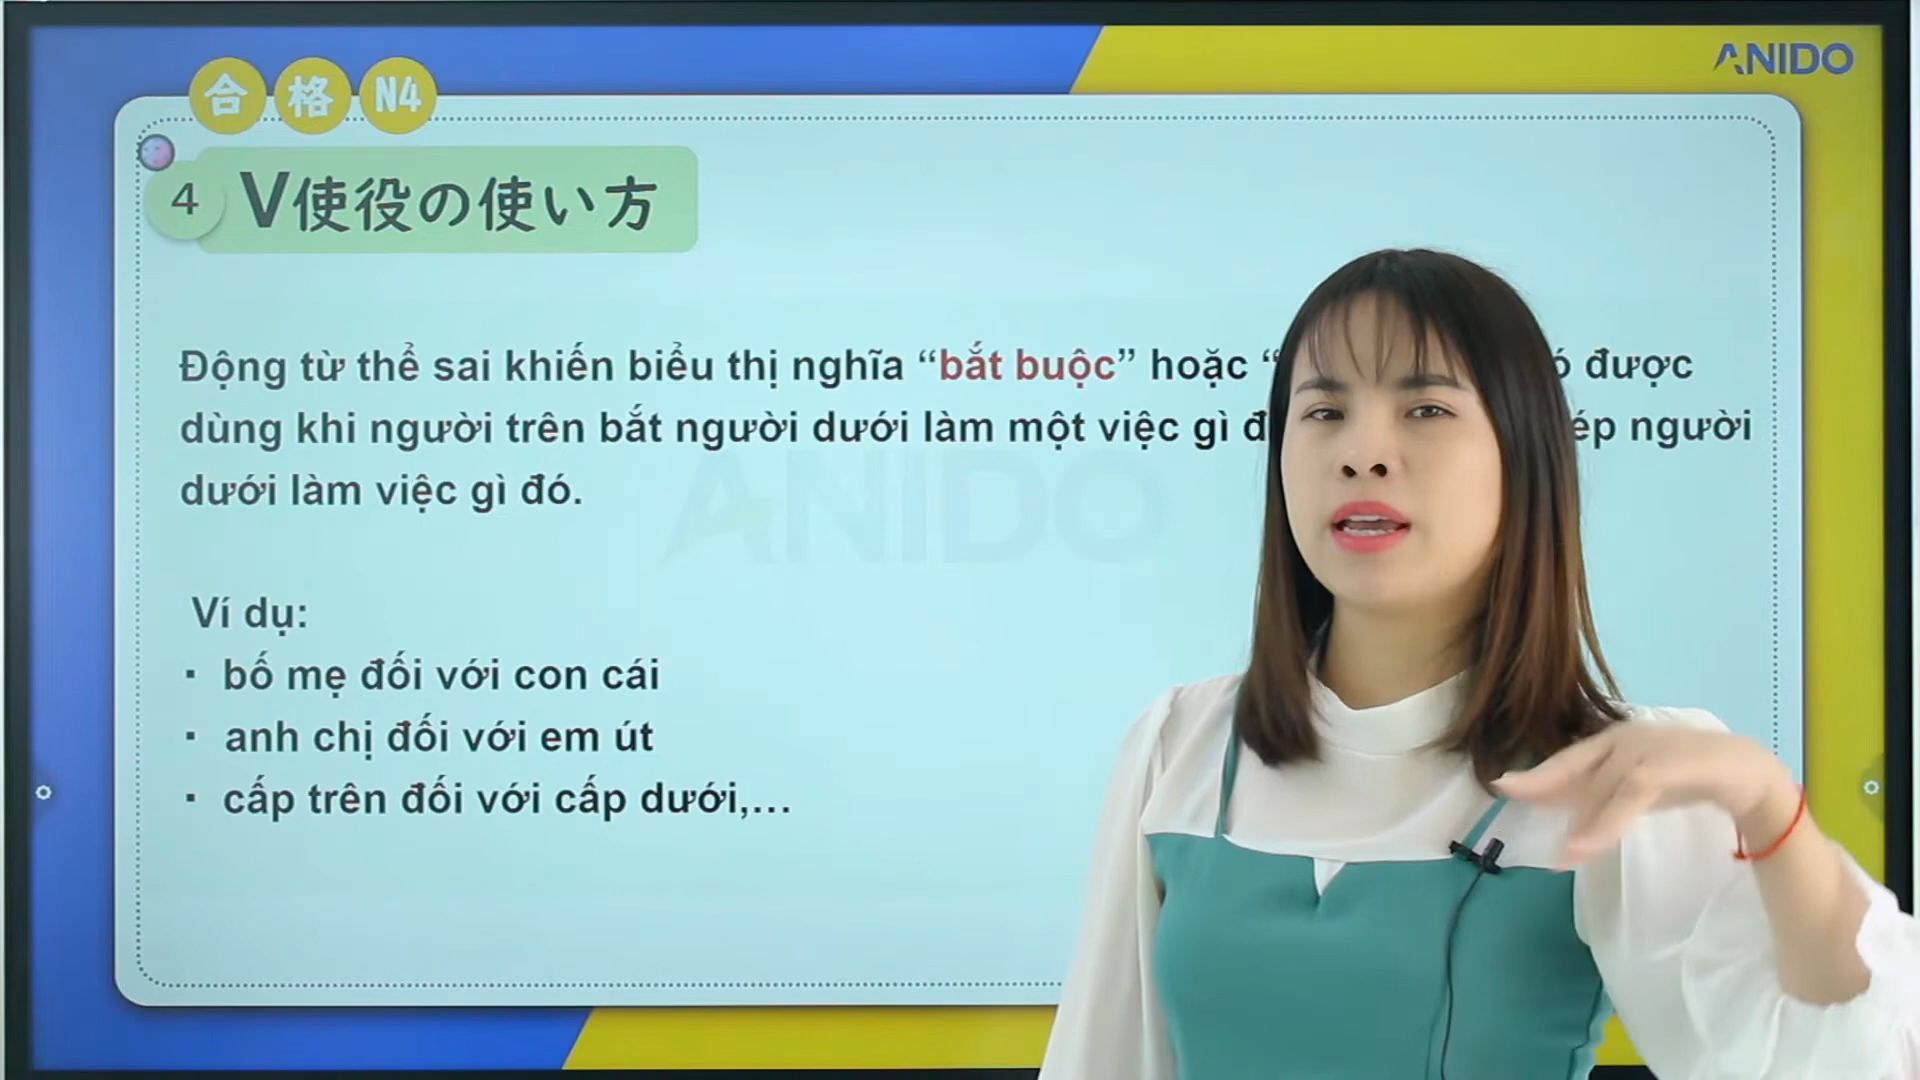 ANIDO
合格N4
4 V使役の使い方
Động từ thể sai khiến biểu thị nghĩa “bắt buộc” hoặc “ được
dùng khi người trên bắt người dưới làm một việc gì người
dưới làm việc gì đó.
ANIDO
Ví dụ:
· bố mẹ đối với con cái
· anh chị đối với em út
· cấp trên đối với cấp dưới,...